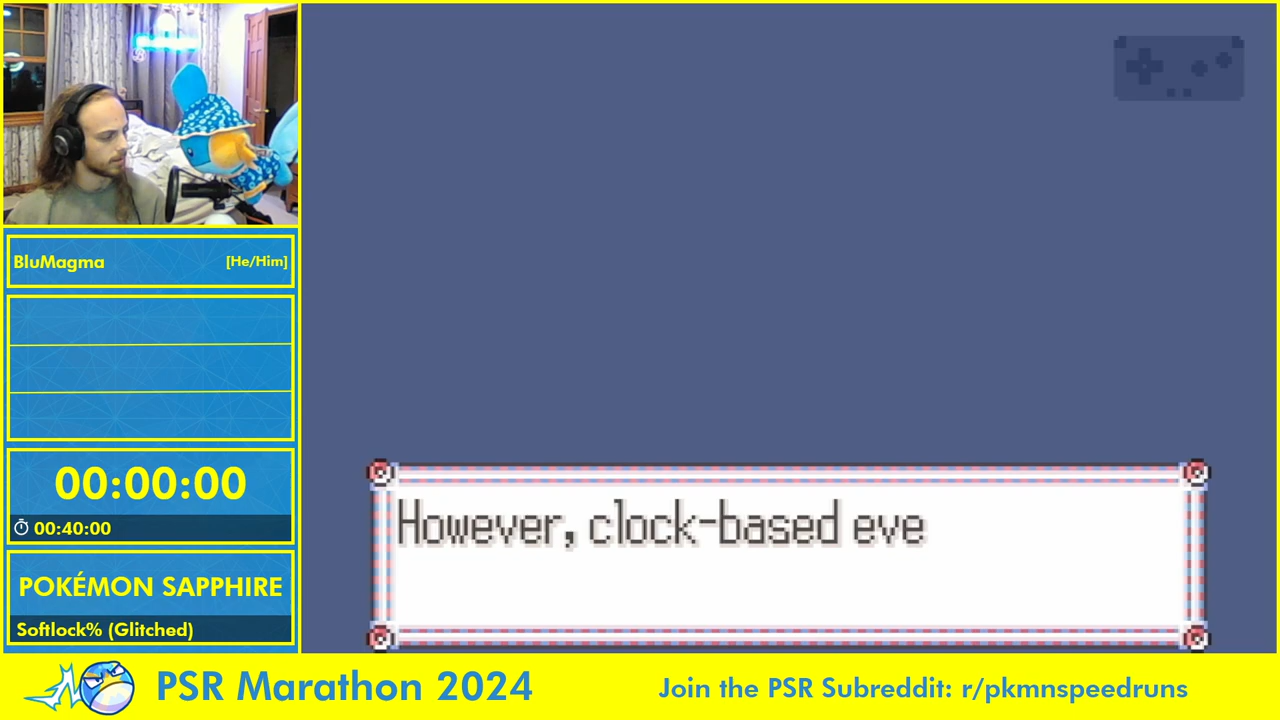 BluMagma
[He/Him]
00:00:00
00:40:00
POKÉMON SAPPHIRE
Softlock% (Glitched)
However, clock-based eve
PSR Marathon 2024
Join the PSR Subreddit: r/pkmnspeedruns